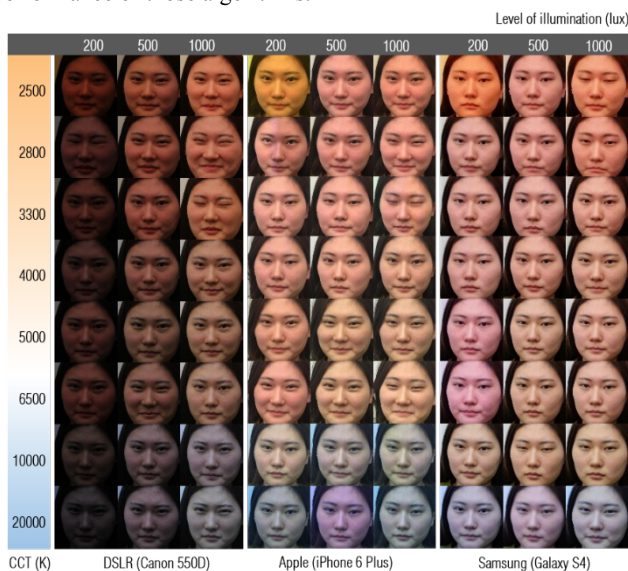 Level of illumination (lux)
200 500 1000 200 500 1000 200 500 1000
2500
2800
3300
4000
5000
6500
10000
20000
CCT (K) DSLR (Canon 550D) Apple (iPhone 6 Plus) Samsung (Galaxy S4)